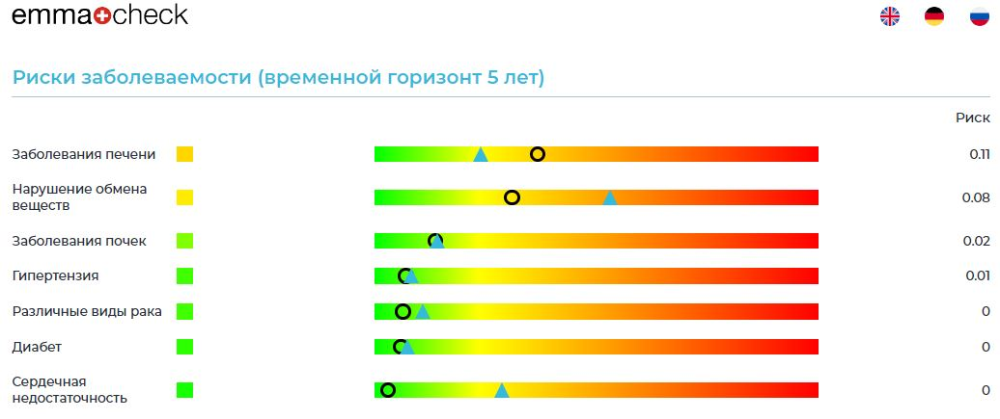 emma check
Риски заболеваемости (временной горизонт 5 лет)
Риск
Заболевания печени 0.11
Нарушение обмена
веществ 0.08
Заболевания почек 0.02
Гипертензия 0.01
Различные виды рака 0
Диабет 0
Сердечная
недостаточность 0